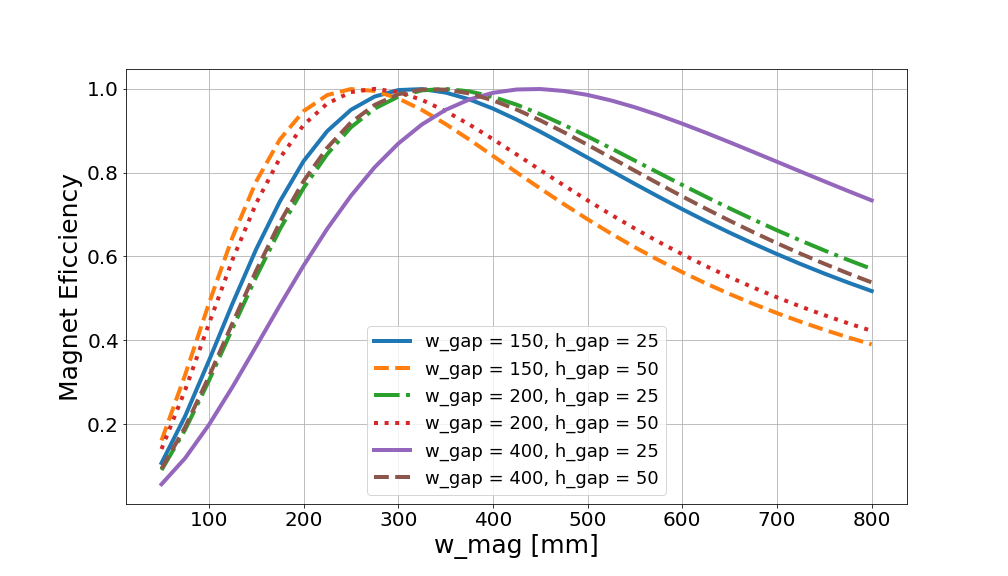 1.0
0.8
0.6
0.4
0.2
Magnet Eficciency
w_gap = 150, h_gap = 25
w_gap = 150, h_gap = 50
w_gap = 200, h_gap = 25
w_gap = 200, h_gap = 50
w_gap = 400, h_gap = 25
w_gap = 400, h_gap = 50
100 200 300 400 500 600 700 800
w_mag [mm]